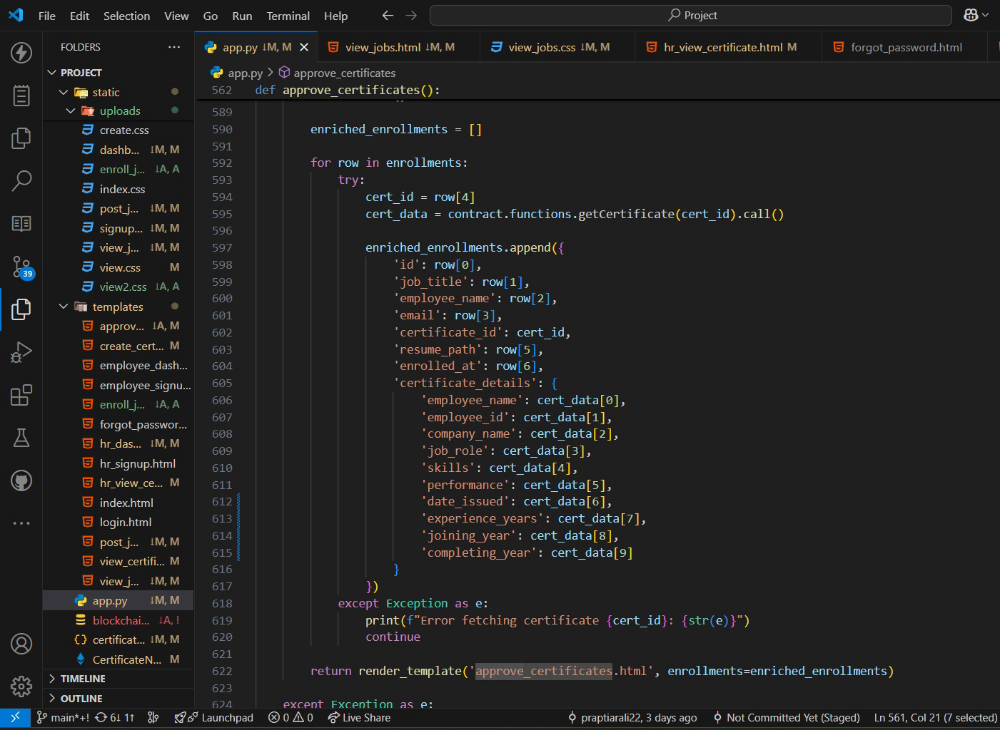 File Edit Selection View Go Run Terminal Help Project
FOLDERS
PROJECT
static
uploads
create.css
dashb... ↓M, M
enroll_j... ↓A, A
index.css
post_j... ↓M, M
signup... ↓M, M
view_j... ↓M, M
view.css M
view2.css ↓A, A
templates
approv... ↓A, M
create_cert... M
employee_dash...
employee_signu...
enroll_j... ↓A, A
forgot_passwor...
hr_das... ↓M, M
hr_signup.html
hr_view_ce... M
index.html
login.html
post_j... ↓M, M
view_certifi... M
view_j... ↓M, M
app.py ↓M, M
blockchai... ↓A, !
certificat... ↓M, M
CertificateN... M
TIMELINE
OUTLINE
39
app.py ↓M, M view_jobs.html ↓M, M view_jobs.css ↓M, M hr_view_certificate.html M forgot_password.html
app.py > approve_certificates
562 def approve_certificates():
589
590 enriched_enrollments = []
591
592 for row in enrollments:
593 try:
594 cert_id = row[4]
595 cert_data = contract.functions.getCertificate(cert_id).call()
596
597 enriched_enrollments.append({
598 'id': row[0],
599 'job_title': row[1],
600 'employee_name': row[2],
601 'email': row[3],
602 'certificate_id': cert_id,
603 'resume_path': row[5],
604 'enrolled_at': row[6],
605 'certificate_details': {
606 'employee_name': cert_data[0],
607 'employee_id': cert_data[1],
608 'company_name': cert_data[2],
609 'job_role': cert_data[3],
610 'skills': cert_data[4],
611 'performance': cert_data[5],
612 'date_issued': cert_data[6],
613 'experience_years': cert_data[7],
614 'joining_year': cert_data[8],
615 'completing_year': cert_data[9]
616 }
617 })
618 except Exception as e:
619 print(f"Error fetching certificate {cert_id}: {str(e)}")
620 continue
621
622 return render_template('approve_certificates.html', enrollments=enriched_enrollments)
623
624 except Exception as e:
main*+! 6↓ 1↑ Launchpad 0 0 Live Share praptiarali22, 3 days ago Not Committed Yet (Staged) Ln 561, Col 21 (7 selected)